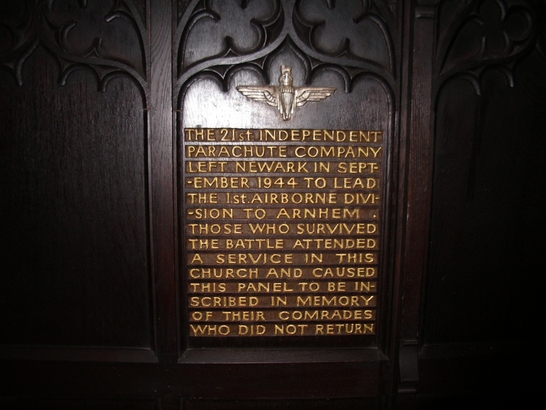 THE 21st INDEPENDENT
PARACHUTE COMPANY
LEFT NEWARK IN SEPT-
-EMBER 1944 TO LEAD
THE 1st. AIRBORNE DIVI-
-SION TO ARNHEM .
THOSE WHO SURVIVED
THE BATTLE ATTENDED
A SERVICE IN THIS
CHURCH AND CAUSED
THIS PANEL TO BE IN-
SCRIBED IN MEMORY
OF THEIR COMRADES
WHO DID NOT RETURN